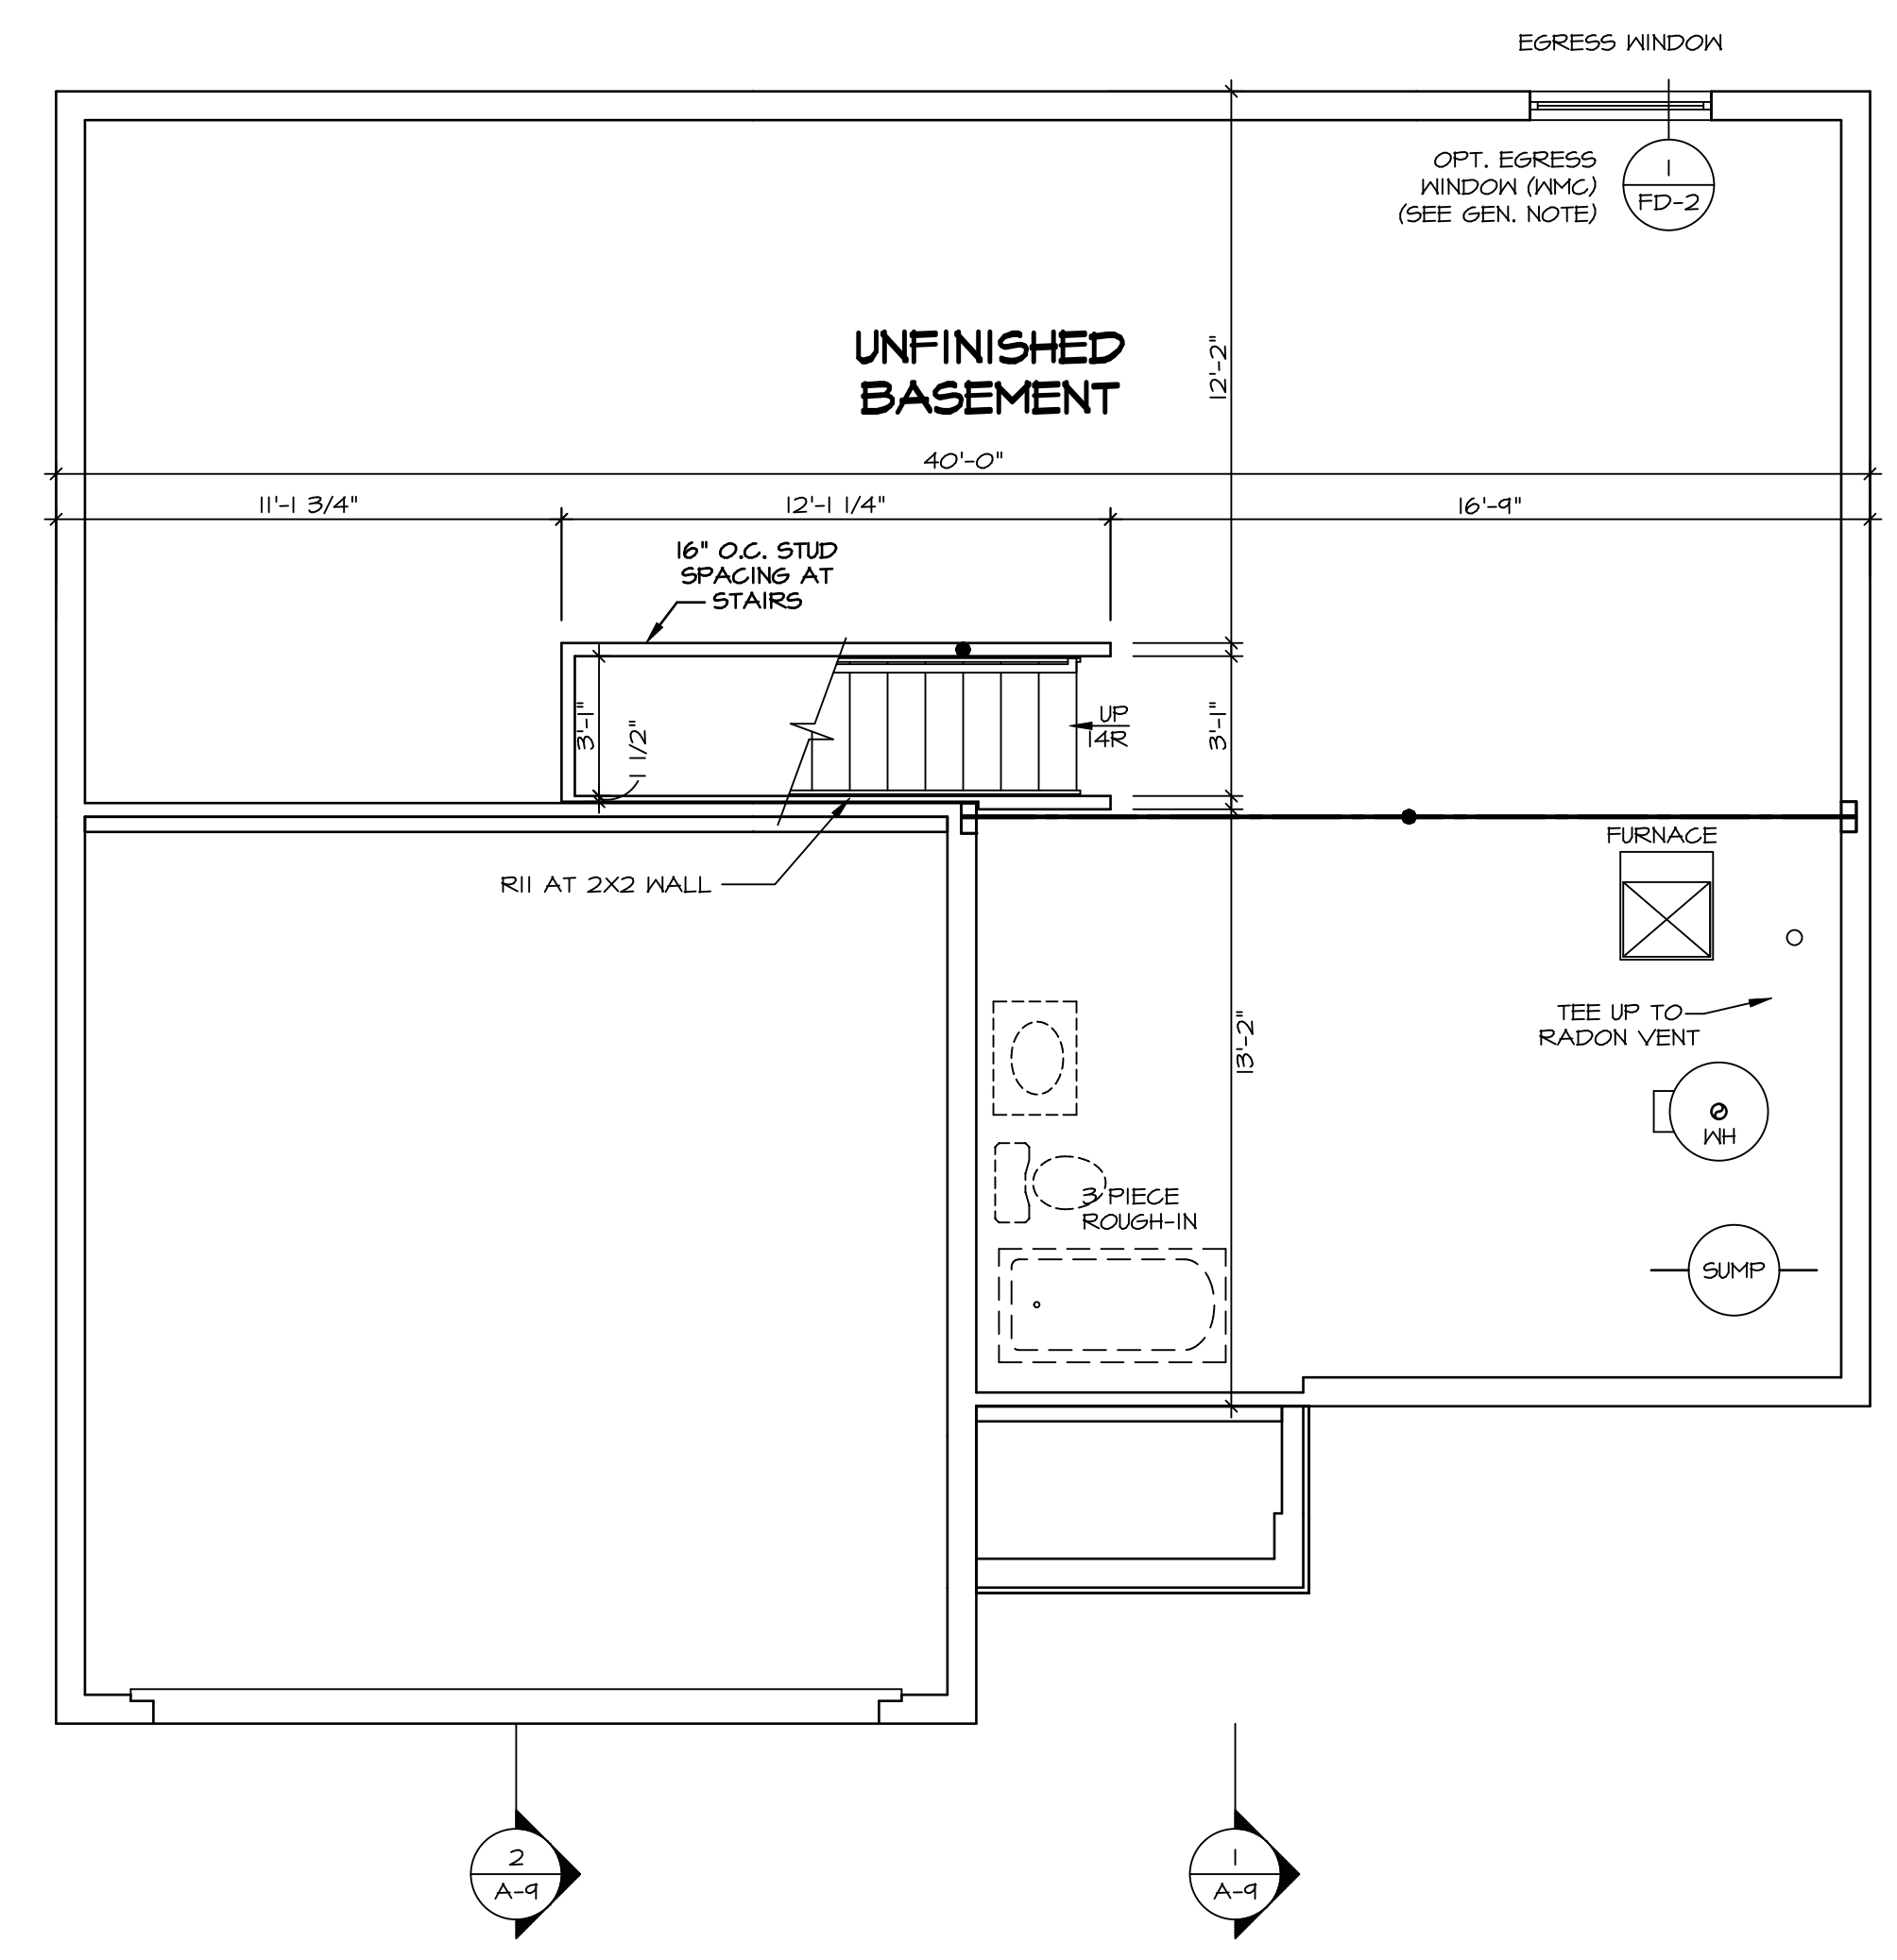 EGRESS WINDOW
OPT. EGRESS
WINDOW (WMC)
(SEE GEN. NOTE)
1
FD-2
UNFINISHED
BASEMENT
12'-2"
40'-0"
11'-1 3/4"
12'-1 1/4"
16'-9"
16" O.C. STUD
SPACING AT
STAIRS
3'-1"
1 1/2"
UP
14R
3'-1"
FURNACE
R11 AT 2X2 WALL
TEE UP TO
RADON VENT
13'-2"
WH
3 PIECE
ROUGH-IN
SUMP
2
A-9
1
A-9